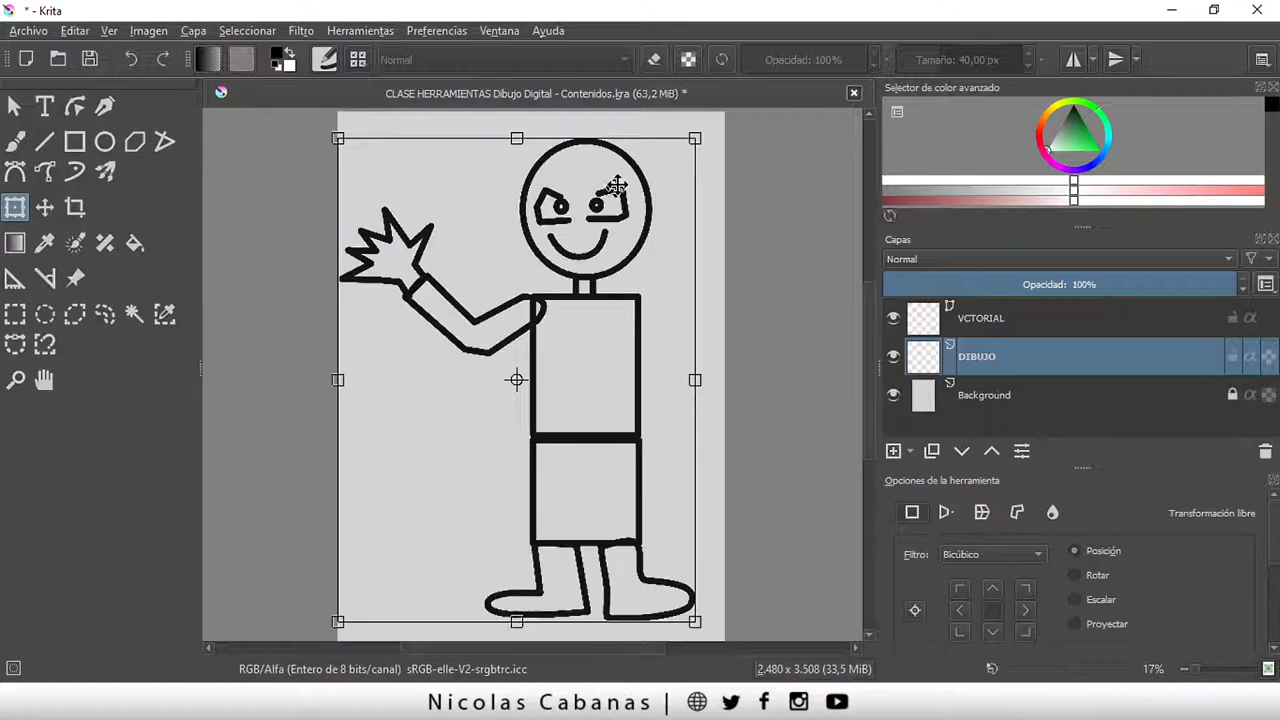 * - Krita
Archivo Editar Ver Imagen Capa Seleccionar Filtro Herramientas Preferencias Ventana Ayuda
Normal Opacidad: 100% Tamaño: 40,00 px
CLASE HERRAMIENTAS Dibujo Digital - Contenidos.kra (63,2 MiB) *
Selector de color avanzado
Capas
Normal
Opacidad: 100%
VCTORIAL
DIBUJO
Background
Opciones de la herramienta
Transformación libre
Filtro: Bicúbico
Posición
Rotar
Escalar
Proyectar
RGB/Alfa (Entero de 8 bits/canal) sRGB-elle-V2-srgbtrc.icc 2.480 x 3.508 (33,5 MiB) 17%
Nicolas Cabanas |